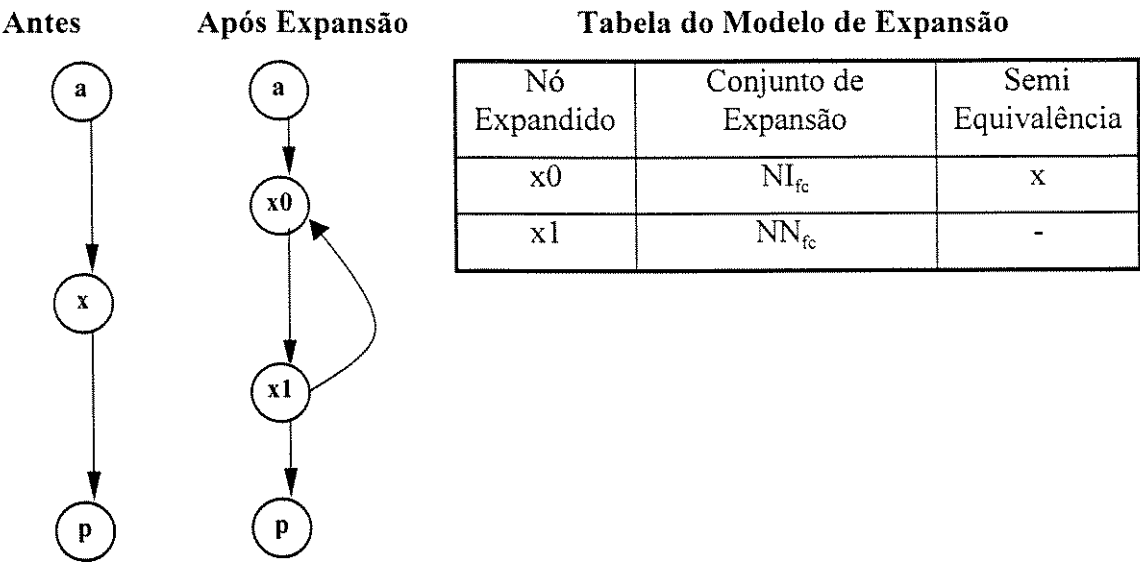 Antes
Após Expansão
Tabela do Modelo de Expansão
a
x
p
a
x0
x1
p
Nó Expandido
Conjunto de Expansão
Semi Equivalência
x0
NIfc
x
x1
NNfc
-